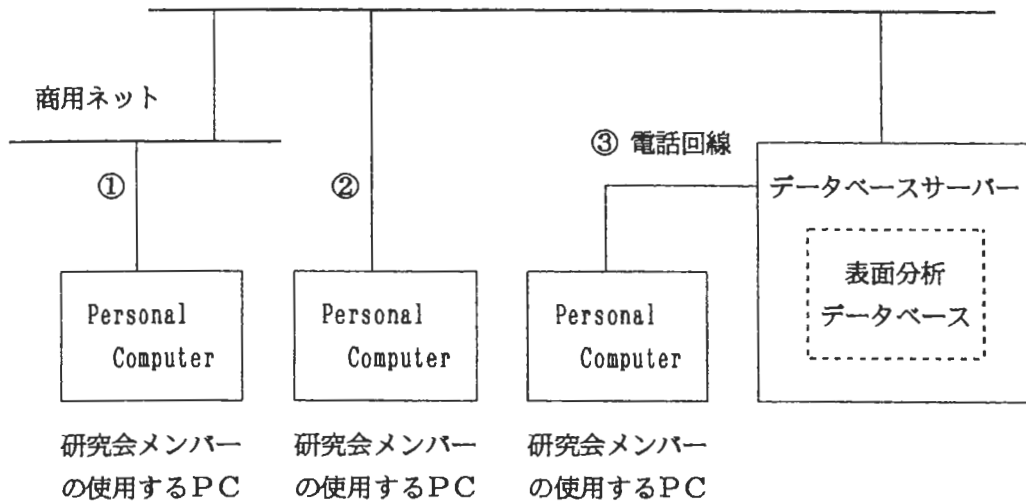 商用ネット
③ 電話回線
①
②
データベースサーバー
表面分析
データベース
Personal
Computer
Personal
Computer
Personal
Computer
研究会メンバー
の使用するPC
研究会メンバー
の使用するPC
研究会メンバー
の使用するPC